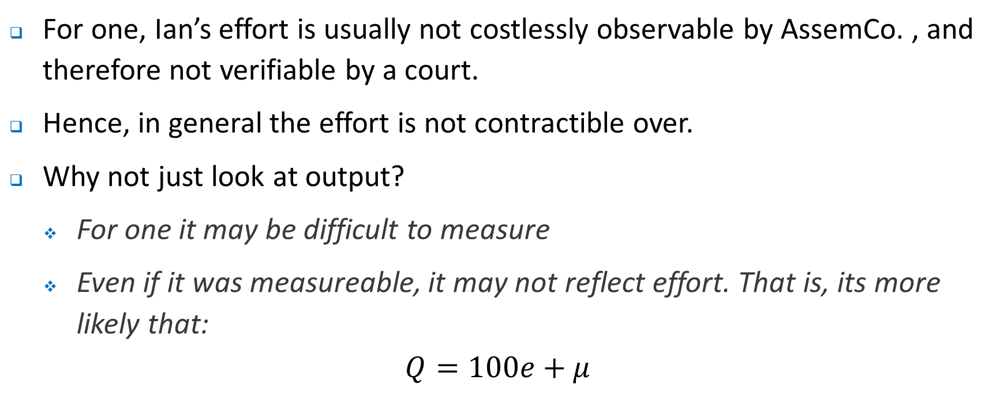 For one, Ian’s effort is usually not costlessly observable by AssemCo. , and
therefore not verifiable by a court.
Hence, in general the effort is not contractible over.
Why not just look at output?
For one it may be difficult to measure
Even if it was measureable, it may not reflect effort. That is, its more
likely that:
Q = 100e + μ